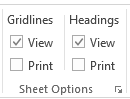 Gridlines Headings
View View
Print Print
Sheet Options